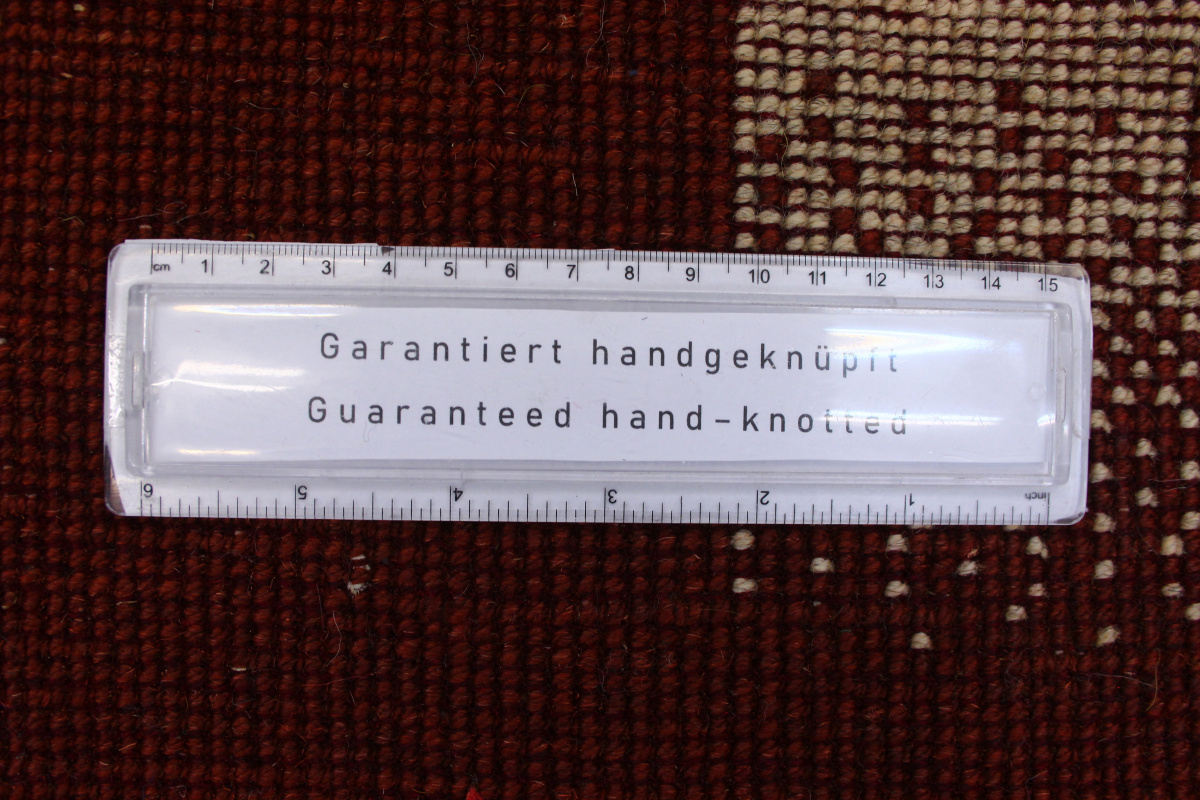 cm 1 2 3 4 5 6 7 8 9 10 11 12 13 14 15
Garantiert handgeknüpft
Guaranteed hand-knotted
6 5 4 3 2 1 inch